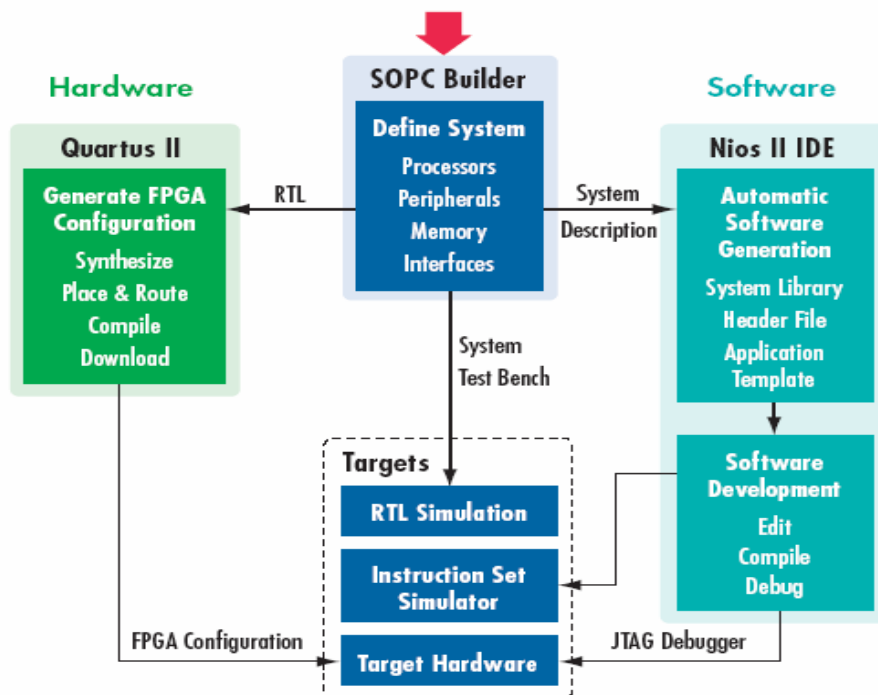 Hardware
SOPC Builder
Software
Quartus II
Generate FPGA
Configuration
Synthesize
Place & Route
Compile
Download
RTL
Define System
Processors
Peripherals
Memory
Interfaces
System
Description
Nios II IDE
Automatic
Software
Generation
System Library
Header File
Application
Template
System
Test Bench
Software
Development
Edit
Compile
Debug
Targets
RTL Simulation
Instruction Set
Simulator
Target Hardware
FPGA Configuration
JTAG Debugger